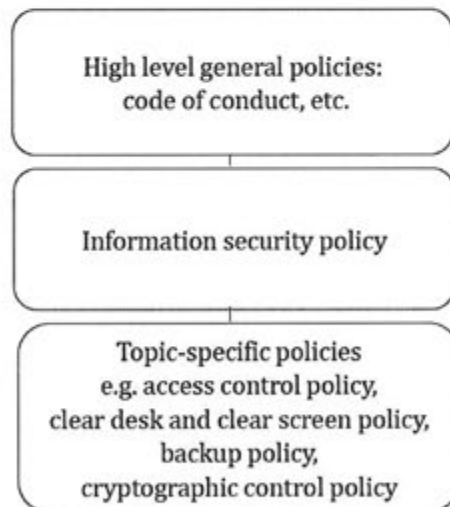 High level general policies:
code of conduct, etc.
Information security policy
Topic-specific policies
e.g. access control policy,
clear desk and clear screen policy,
backup policy,
cryptographic control policy